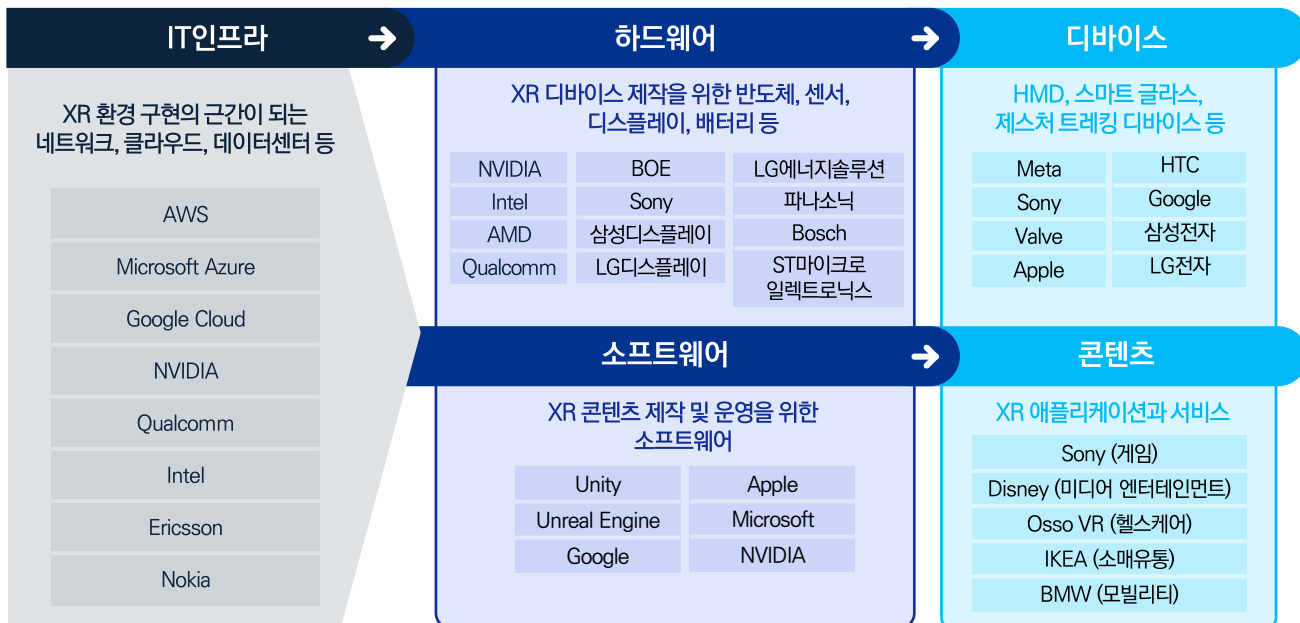 IT인프라
XR 환경 구현의 근간이 되는
네트워크, 클라우드, 데이터센터 등
AWS
Microsoft Azure
Google Cloud
NVIDIA
Qualcomm
Intel
Ericsson
Nokia
하드웨어
XR 디바이스 제작을 위한 반도체, 센서,
디스플레이, 배터리 등
NVIDIA
Intel
AMD
Qualcomm
BOE
Sony
삼성디스플레이
LG디스플레이
LG에너지솔루션
파나소닉
Bosch
ST마이크로
일렉트로닉스
디바이스
HMD, 스마트 글라스,
제스처 트레킹 디바이스 등
Meta
Sony
Valve
Apple
HTC
Google
삼성전자
LG전자
소프트웨어
XR 콘텐츠 제작 및 운영을 위한
소프트웨어
Unity
Unreal Engine
Google
Apple
Microsoft
NVIDIA
콘텐츠
XR 애플리케이션과 서비스
Sony (게임)
Disney (미디어 엔터테인먼트)
Osso VR (헬스케어)
IKEA (소매유통)
BMW (모빌리티)